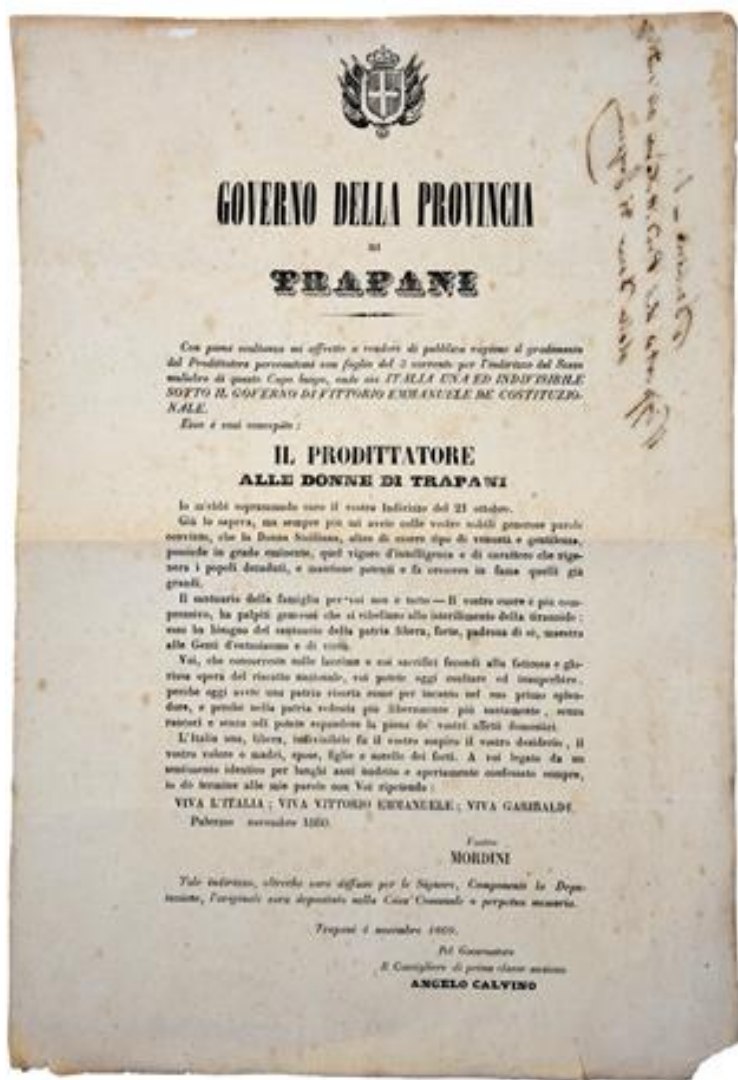 GOVERNO DELLA PROVINCIA
DI
TRAPANI
Con piena esultanza mi affretto a rendere di pubblica ragione il gradimento
del Prodittatore pervenutomi con foglio del 3 corrente per l'indirizzo del Sesso
muliebre di questo Capo luogo, onde sia ITALIA UNA ED INDIVISIBILE
SOTTO IL GOVERNO DI VITTORIO EMMANUELE RE COSTITUZIO-
NALE.
Esso è così concepito:
IL PRODITTATORE
ALLE DONNE DI TRAPANI
Io m'ebbi soprammodo caro il vostro Indirizzo del 21 ottobre.
Già lo sapeva, ma sempre più mi avete colle vostre nobili generose parole
convinto, che la Donna Siciliana, oltre di essere tipo di venustà e gentilezza,
possiede in grado eminente, quel vigore d'intelligenza e di carattere che rige-
nera i popoli decaduti, e mantiene potenti e fa crescere in fama quelli già
grandi.
Il santuario della famiglia per voi non è tutto — Il vostro cuore è più com-
prensivo, ha palpiti generosi che si ribellano allo isterilimento della tirannide:
esso ha bisogno del santuario della patria libera, forte, padrona di sé, maestra
alle Genti d'entusiasmo e di virtù.
Voi, che concorreste colle lacrime e coi sacrifici fecondi alla faticosa e glo-
riosa opera del riscatto nazionale, voi potete oggi esultare ed insuperbire,
perchè oggi avete una patria risorta come per incanto nel suo primo splen-
dore, e perchè nella patria redenta più liberamente più santamente, senza
rancori e senza odi potete espandere la piena de' vostri affetti domestici.
L'Italia una, libera, indivisibile fu il vostro sospiro il vostro desiderio, il
vostro volere o madri, spose, figlie e sorelle dei forti. A voi legato da un
sentimento identico per lunghi anni nudrito e apertamente confessato sempre,
io do termine alle mie parole con Voi ripetendo:
VIVA L'ITALIA; VIVA VITTORIO EMMANUELE; VIVA GARIBALDI.
Palermo novembre 1860.
Vostro
MORDINI
Tale indirizzo, oltrechè sarà diffuso per le Signore, Componenti la Depu-
tazione, l'originale sarà depositato nella Casa Comunale a perpetua memoria.
Trapani 4 novembre 1860.
Pel Governatore
Il Consigliere di prima classe anziano
ANGELO CALVINO